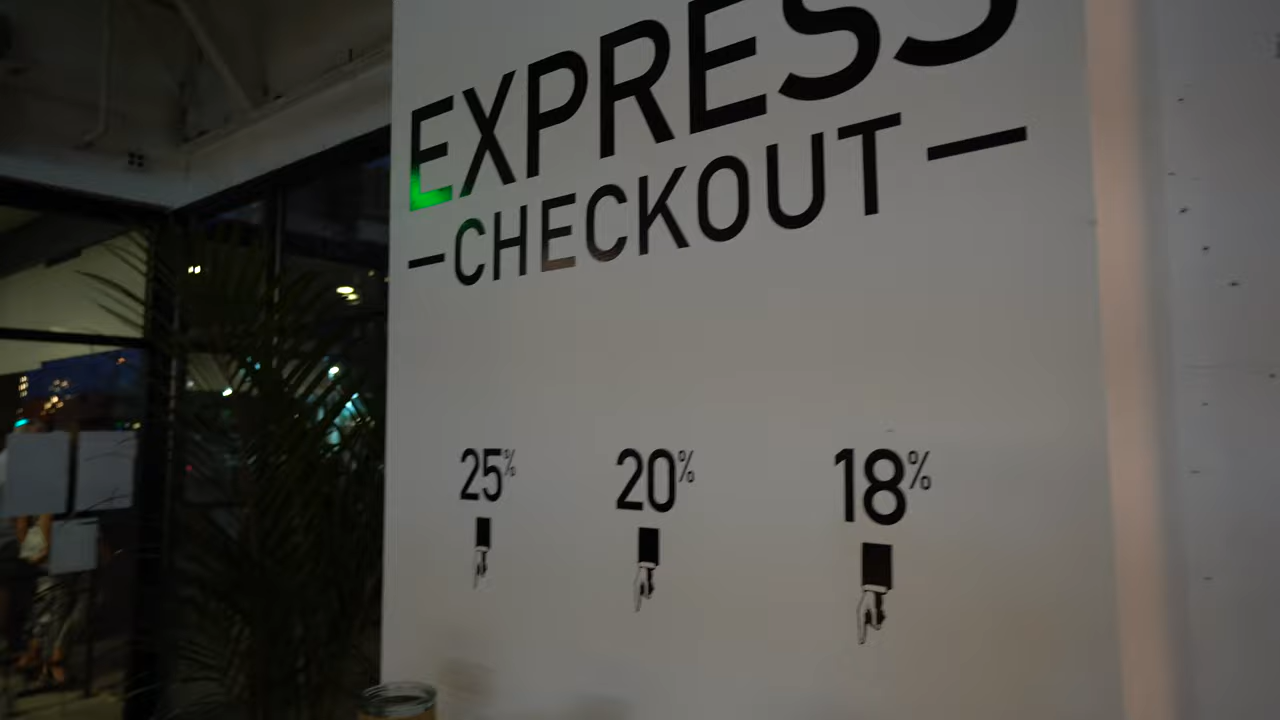 EXPRESS
—CHECKOUT—
25% 20% 18%